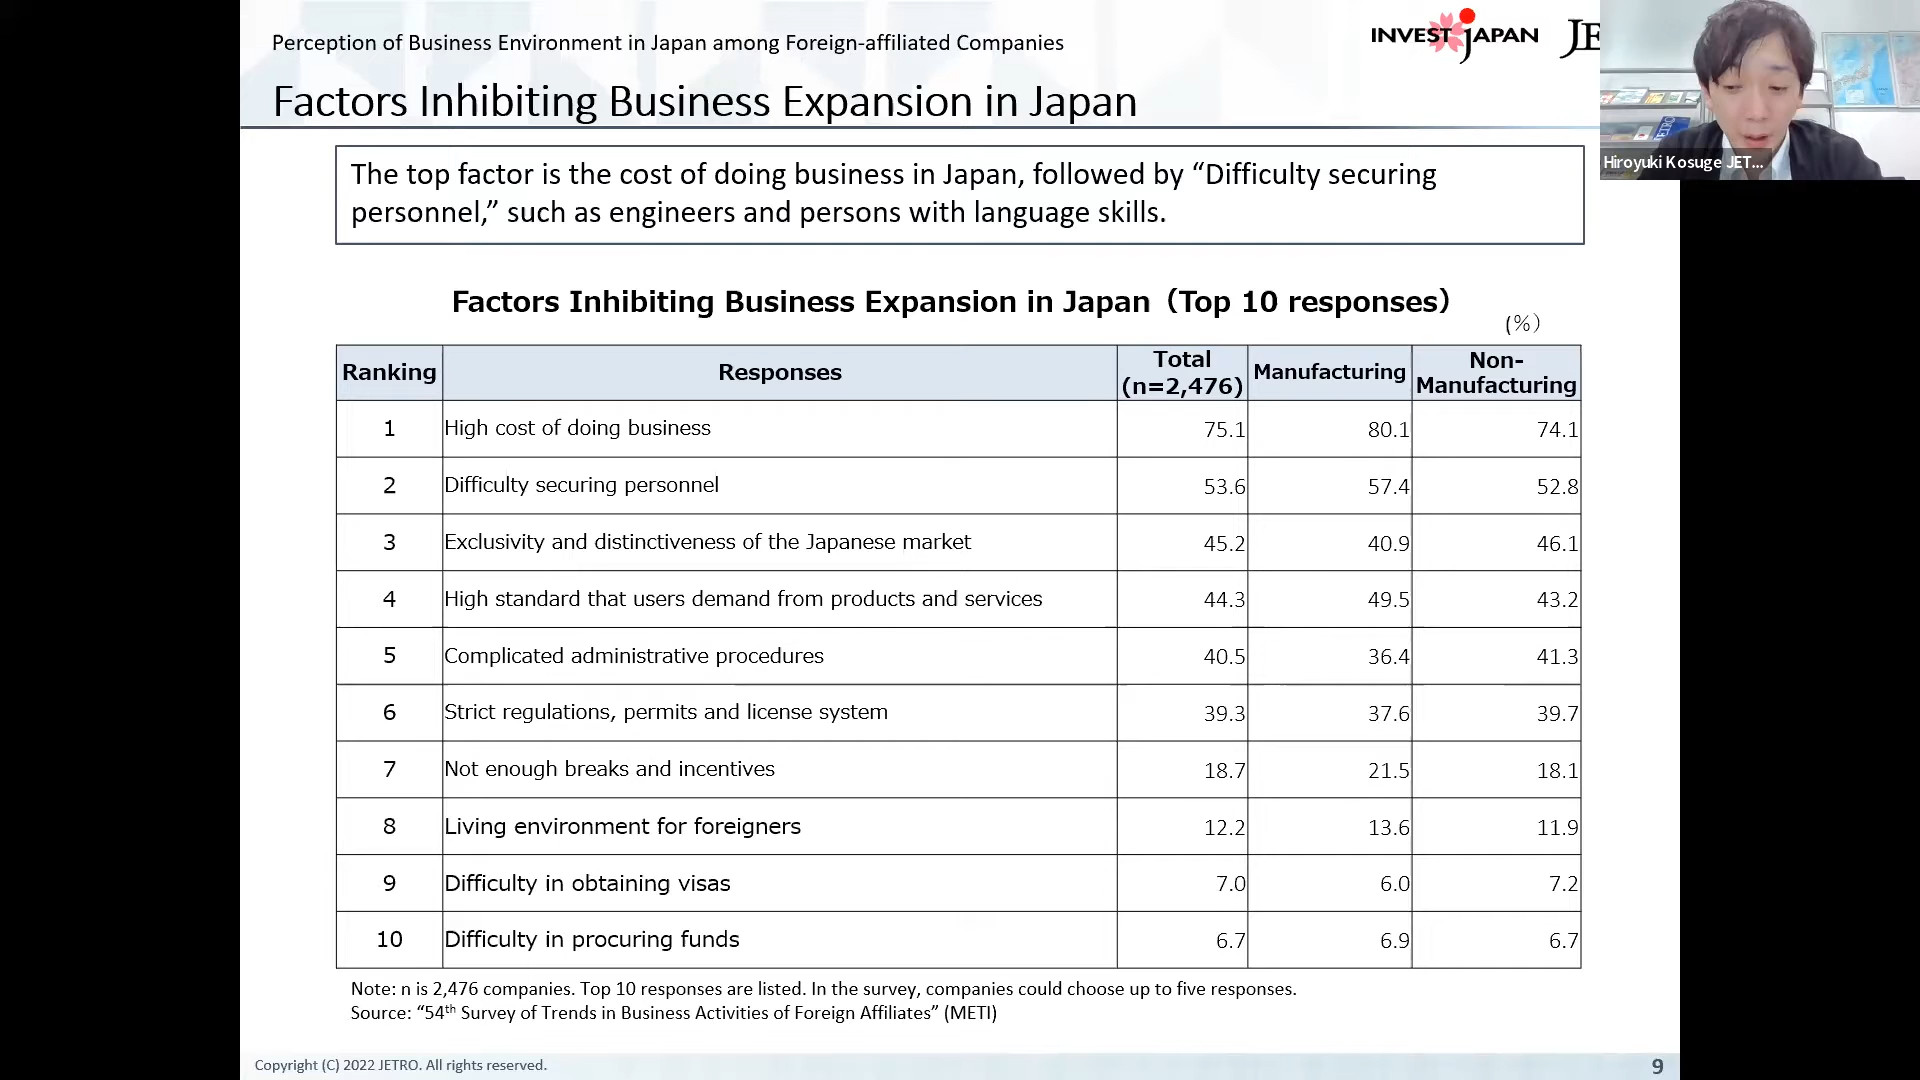 Perception of Business Environment in Japan among Foreign-affiliated Companies
INVEST JAPAN
JE
Factors Inhibiting Business Expansion in Japan
Hiroyuki Kosuge JET...
The top factor is the cost of doing business in Japan, followed by “Difficulty securing
personnel,” such as engineers and persons with language skills.
Factors Inhibiting Business Expansion in Japan（Top 10 responses）
(％）
Ranking Responses Total (n=2,476) Manufacturing Non-Manufacturing
1 High cost of doing business 75.1 80.1 74.1
2 Difficulty securing personnel 53.6 57.4 52.8
3 Exclusivity and distinctiveness of the Japanese market 45.2 40.9 46.1
4 High standard that users demand from products and services 44.3 49.5 43.2
5 Complicated administrative procedures 40.5 36.4 41.3
6 Strict regulations, permits and license system 39.3 37.6 39.7
7 Not enough breaks and incentives 18.7 21.5 18.1
8 Living environment for foreigners 12.2 13.6 11.9
9 Difficulty in obtaining visas 7.0 6.0 7.2
10 Difficulty in procuring funds 6.7 6.9 6.7
Note: n is 2,476 companies. Top 10 responses are listed. In the survey, companies could choose up to five responses.
Source: “54th Survey of Trends in Business Activities of Foreign Affiliates” (METI)
Copyright (C) 2022 JETRO. All rights reserved.
9